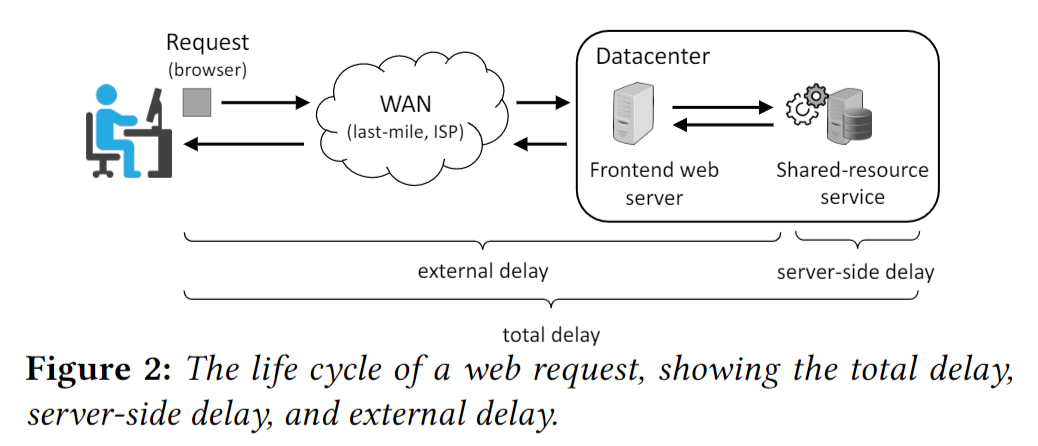 Request
(browser)
WAN
(last-mile, ISP)
Datacenter
Frontend web
server
Shared-resource
service
external delay
server-side delay
total delay
Figure 2: The life cycle of a web request, showing the total delay,
server-side delay, and external delay.